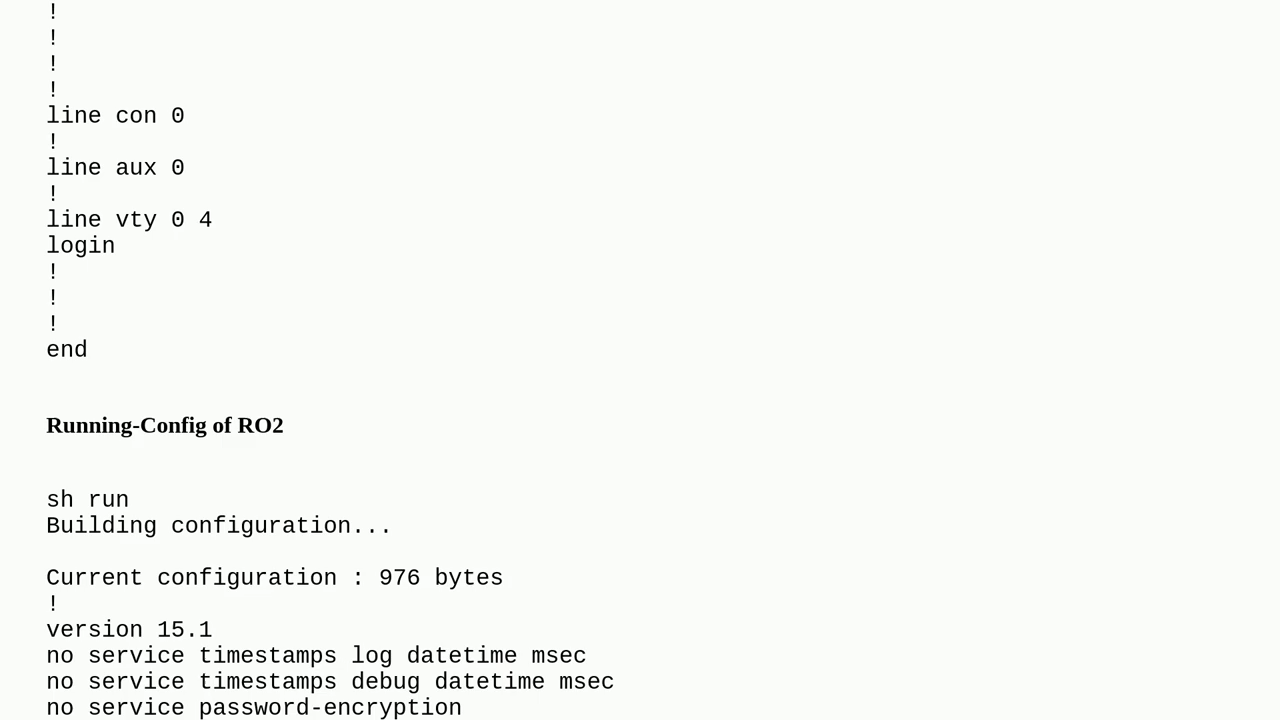 !
!
!
!
line con 0
!
line aux 0
!
line vty 0 4
login
!
!
!
end
Running-Config of RO2
sh run
Building configuration...
Current configuration : 976 bytes
!
version 15.1
no service timestamps log datetime msec
no service timestamps debug datetime msec
no service password-encryption